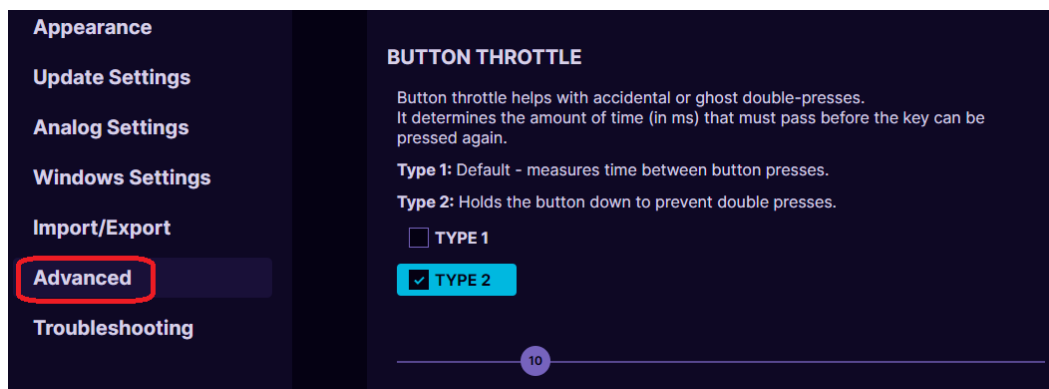 Appearance
Update Settings
Analog Settings
Windows Settings
Import/Export
Advanced
Troubleshooting
BUTTON THROTTLE
Button throttle helps with accidental or ghost double-presses.
It determines the amount of time (in ms) that must pass before the key can be
pressed again.
Type 1: Default - measures time between button presses.
Type 2: Holds the button down to prevent double presses.
TYPE 1
TYPE 2
10